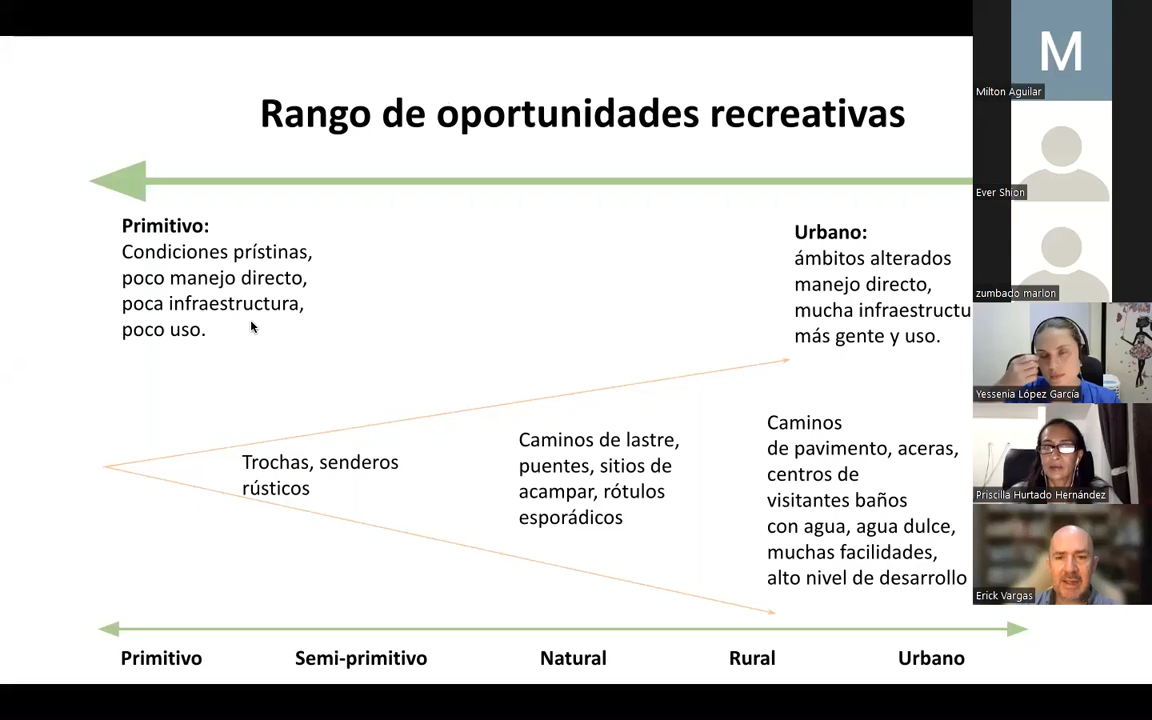 Rango de oportunidades recreativas
Primitivo:
Condiciones prístinas,
poco manejo directo,
poca infraestructura,
poco uso.
Urbano:
ámbitos alterados
manejo directo,
mucha infraestructu
más gente y uso.
Trochas, senderos
rústicos
Caminos de lastre,
puentes, sitios de
acampar, rótulos
esporádicos
Caminos
de pavimento, aceras,
centros de
visitantes baños
con agua, agua dulce,
muchas facilidades,
alto nivel de desarrollo
Primitivo
Semi-primitivo
Natural
Rural
Urbano
M
Milton Aguilar
Ever Shion
zumbado marlon
Yessenia López García
Priscilla Hurtado Hernández
Erick Vargas